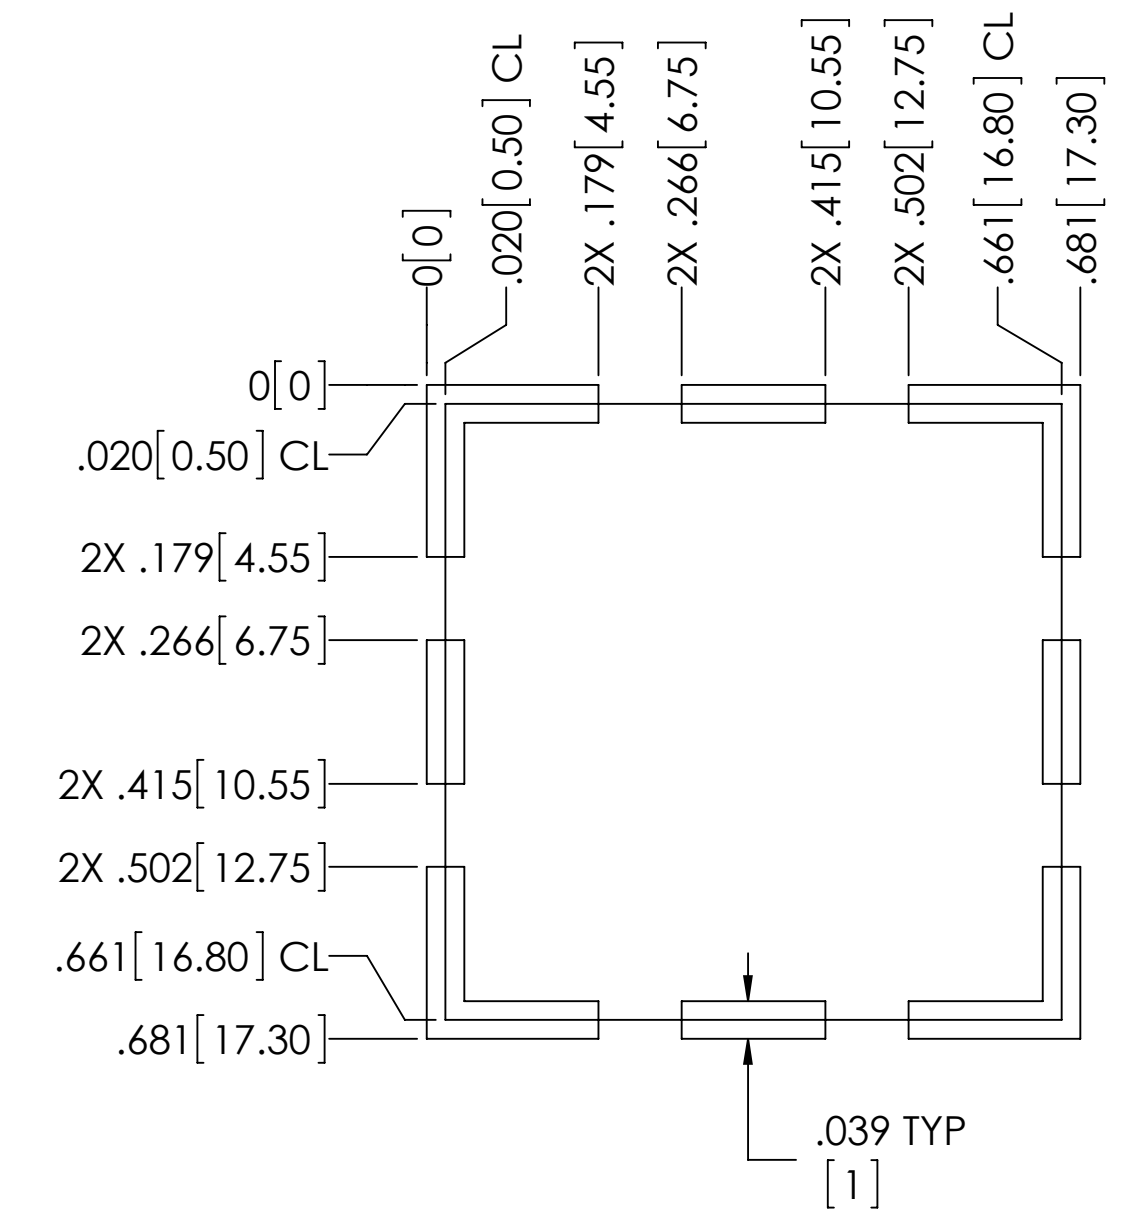 0[0]
.020[0.50] CL
2X .179[4.55]
2X .266[6.75]
2X .415[10.55]
2X .502[12.75]
.661[16.80] CL
.681[17.30]
0[0]
.020[0.50] CL
2X .179[4.55]
2X .266[6.75]
2X .415[10.55]
2X .502[12.75]
.661[16.80] CL
.681[17.30]
.039 TYP
[1]